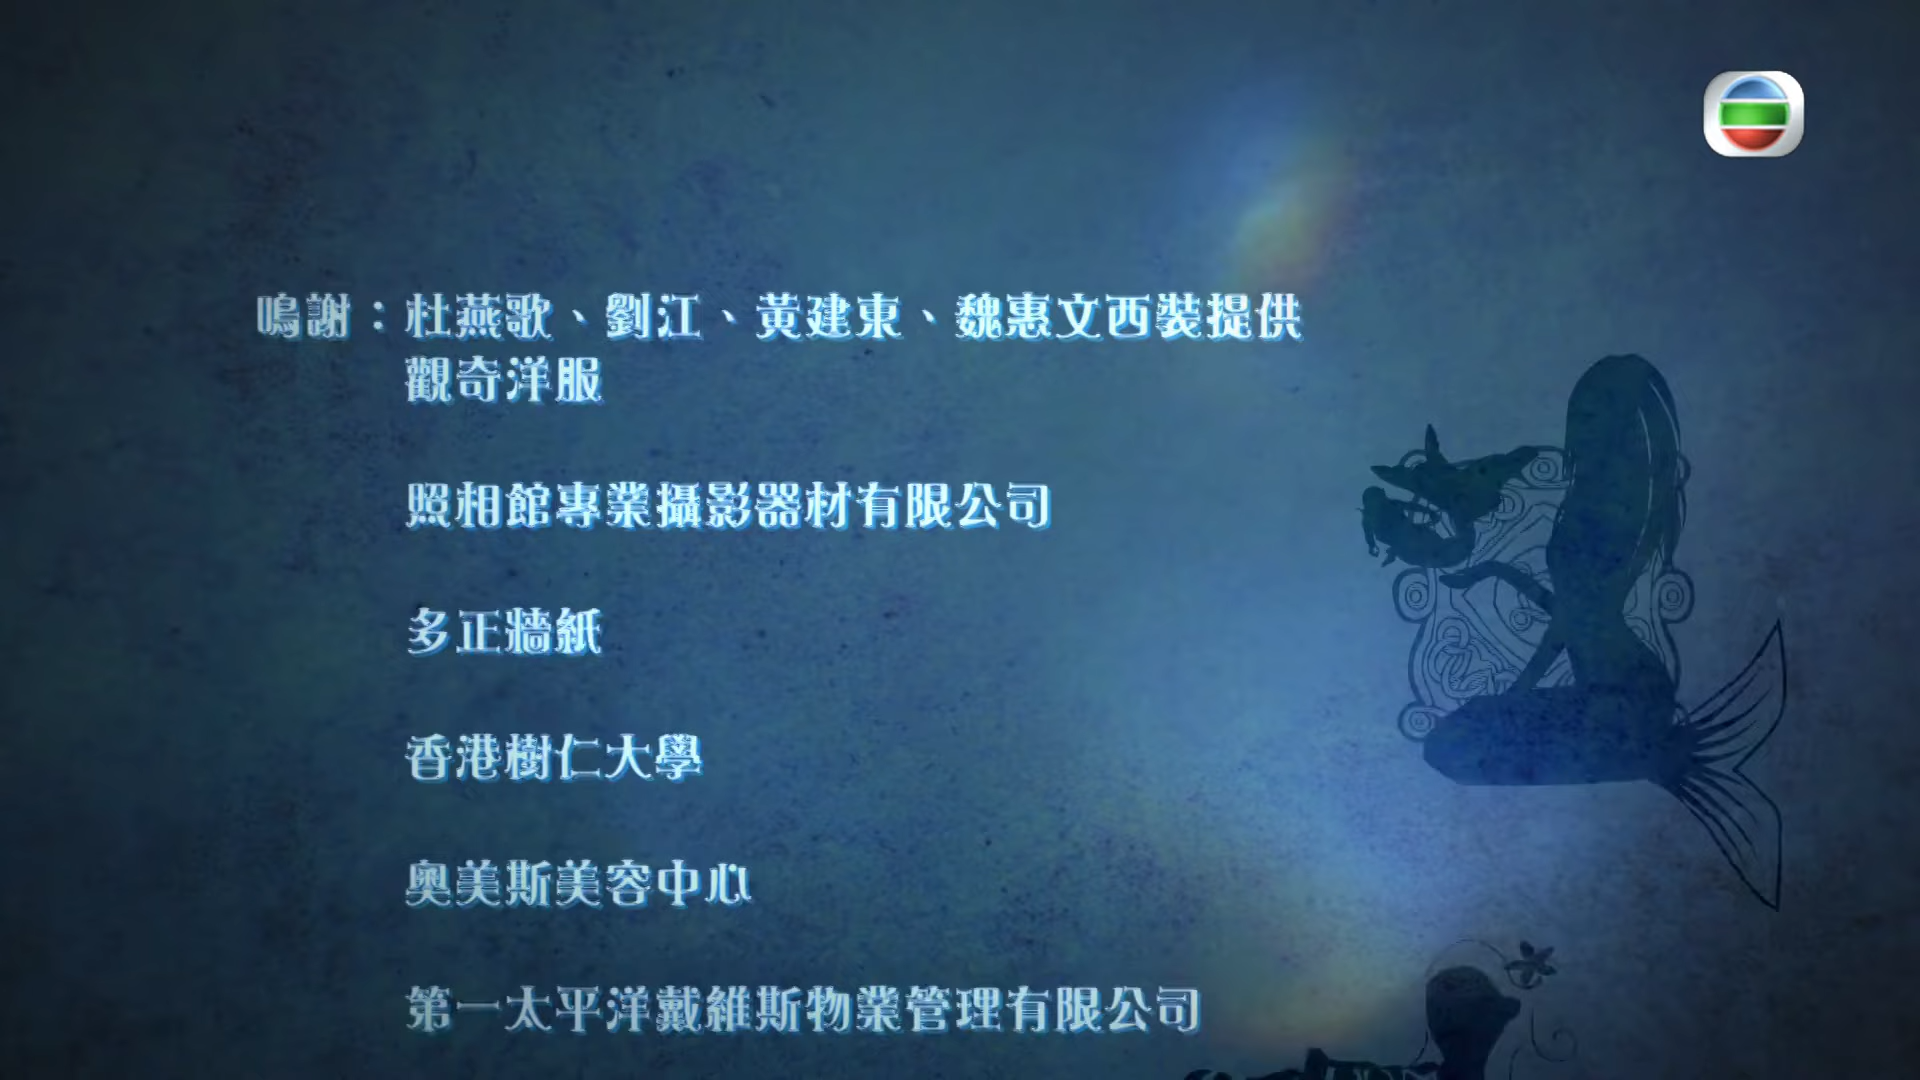 鳴謝：杜燕歌、劉江、黃建東、魏惠文西裝提供
觀奇洋服
照相館專業攝影器材有限公司
多正牆紙
香港樹仁大學
奧美斯美容中心
第一太平洋戴維斯物業管理有限公司